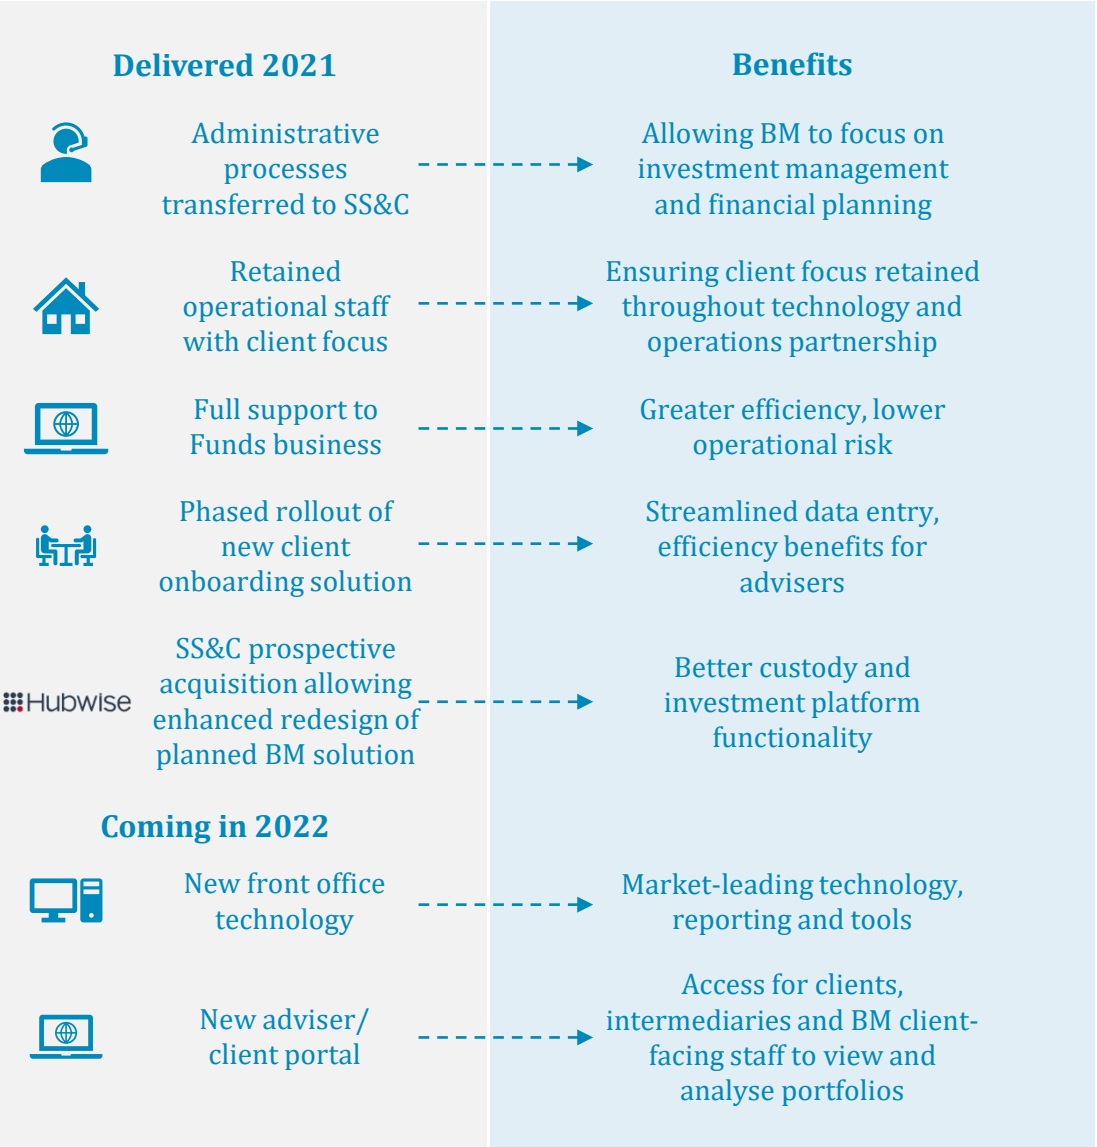 Delivered 2021
Benefits
Administrative
processes
transferred to SS&C
Allowing BM to focus on
investment management
and financial planning
Retained
operational staff
with client focus
Ensuring client focus retained
throughout technology and
operations partnership
Full support to
Funds business
Greater efficiency, lower
operational risk
Phased rollout of
new client
onboarding solution
Streamlined data entry,
efficiency benefits for
advisers
Hubwise
SS&C prospective
acquisition allowing
enhanced redesign of
planned BM solution
Better custody and
investment platform
functionality
Coming in 2022
New front office
technology
Market-leading technology,
reporting and tools
New adviser/
client portal
Access for clients,
intermediaries and BM client-
facing staff to view and
analyse portfolios